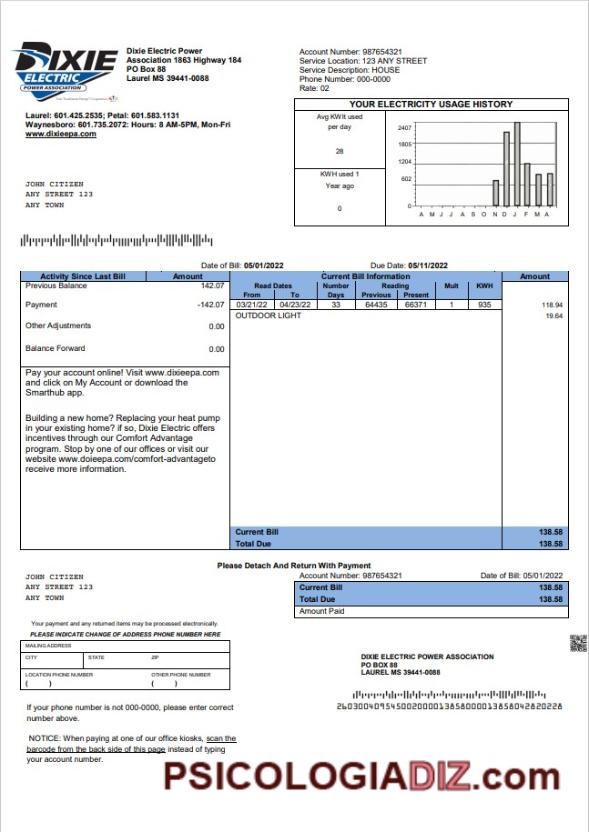 DIXIE
ELECTRIC
POWER ASSOCIATION
Dixie Electric Power
Association 1863 Highway 184
PO Box 88
Laurel MS 39441-0088
Laurel: 601.425.2535; Petal: 601.583.1131
Waynesboro: 601.735.2072: Hours: 8 AM-5PM, Mon-Fri
www.dixieepa.com
Account Number: 987654321
Service Location: 123 ANY STREET
Service Description: HOUSE
Phone Number: 000-0000
Rate: 02
YOUR ELECTRICITY USAGE HISTORY
Avg KWlt used
per day
28
KWH used 1
Year ago
0
2407
1805
1204
602
0
A M J J A S O N D J F M A
JOHN CITIZEN
ANY STREET 123
ANY TOWN
Date of Bill: 05/01/2022 Due Date: 05/11/2022
Activity Since Last Bill Amount
Previous Balance 142.07
Payment -142.07
Other Adjustments 0.00
Balance Forward 0.00
Pay your account online! Visit www.dixieepa.com
and click on My Account or download the
Smarthub app.
Building a new home? Replacing your heat pump
in your existing home? if so, Dixie Electric offers
incentives through our Comfort Advantage
program. Stop by one of our offices or visit our
website www.doieepa.com/comfort-advantageto
receive more information.
Current Bill Information Amount
Read Dates Number Reading Mult KWH
From To Days Previous Present
03/21/22 04/23/22 33 64435 66371 1 935 118.94
OUTDOOR LIGHT 19.64
Current Bill 138.58
Total Due 138.58
Please Detach And Return With Payment
JOHN CITIZEN
ANY STREET 123
ANY TOWN
Account Number: 987654321 Date of Bill: 05/01/2022
Current Bill 138.58
Total Due 138.58
Amount Paid
Your payment and any returned items may be processed electronically.
PLEASE INDICATE CHANGE OF ADDRESS PHONE NUMBER HERE
MAILING ADDRESS
CITY STATE ZIP
LOCATION PHONE NUMBER OTHER PHONE NUMBER
( ) ( )
DIXIE ELECTRIC POWER ASSOCIATION
PO BOX 88
LAUREL MS 39441-0088
If your phone number is not 000-0000, please enter correct
number above.
NOTICE: When paying at one of our office kiosks, scan the
barcode from the back side of this page instead of typing
your account number.
PSICOLOGIADIZ.com